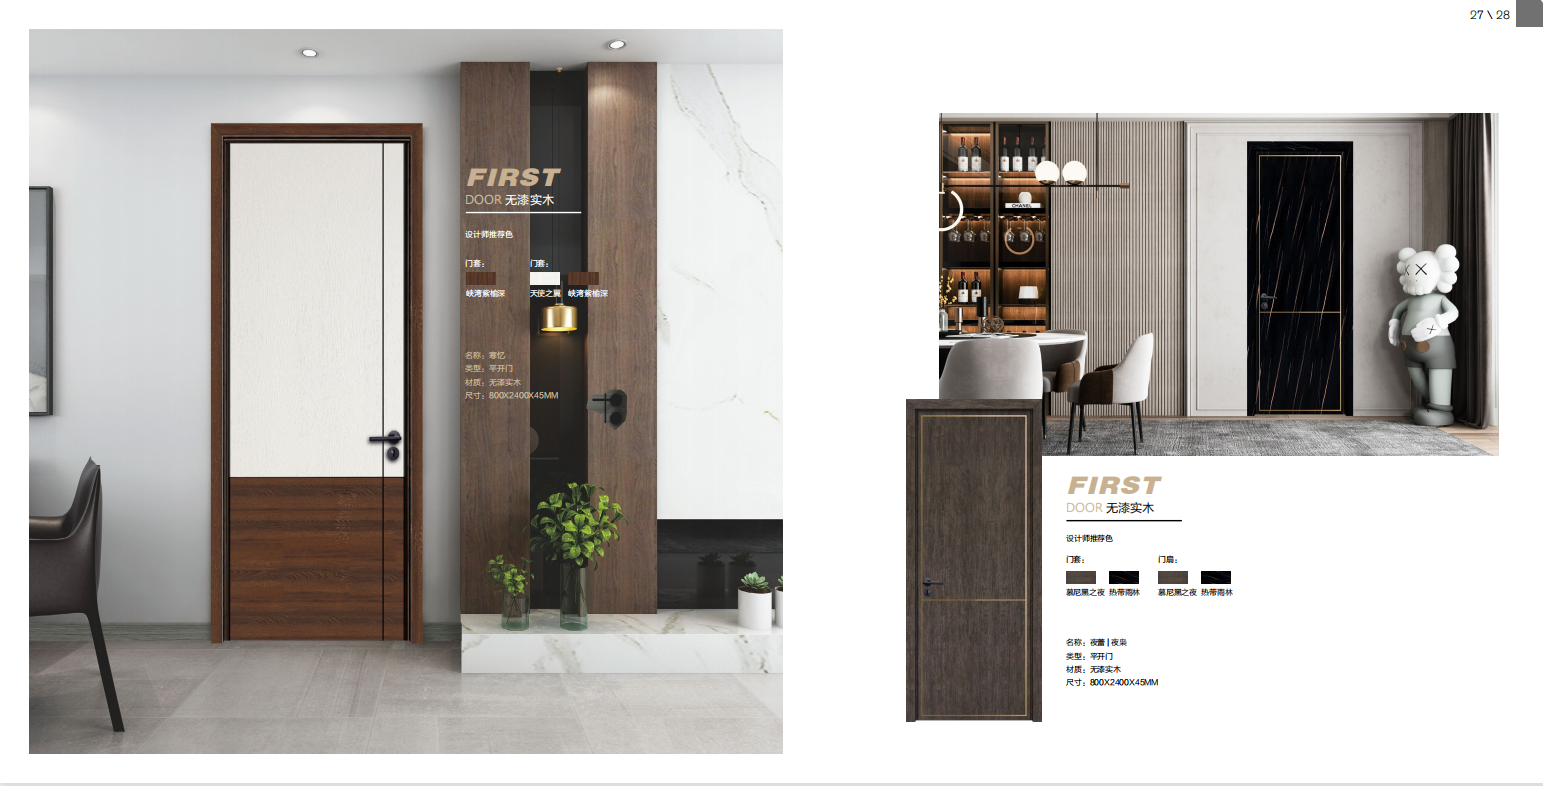 27 \ 28
FIRST
DOOR 无漆实木
设计师推荐色
门套： 门套：
峡湾紫榆深 天使之翼 峡湾紫榆深
名称：寒忆
类型：平开门
材质：无漆实木
尺寸：800X2400X45MM
CHANEL
FIRST
DOOR 无漆实木
设计师推荐色
门套： 门扇：
慕尼黑之夜 热带雨林 慕尼黑之夜 热带雨林
名称：夜蕾 | 夜枭
类型：平开门
材质：无漆实木
尺寸：800X2400X45MM